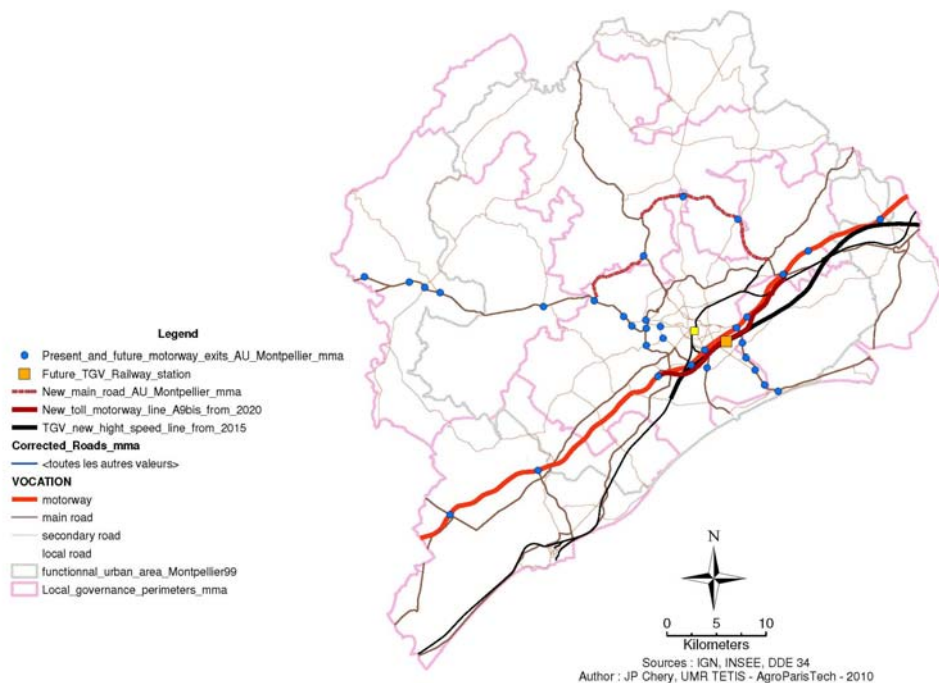 Legend
Present_and_future_motorway_exits_AU_Montpellier_mma
Future_TGV_Railway_station
New_main_road_AU_Montpellier_mma
New_toll_motorway_line_A9bis_from_2020
TGV_new_hight_speed_line_from_2015
Corrected_Roads_mma
<toutes les autres valeurs>
VOCATION
motorway
main road
secondary road
local road
functionnal_urban_area_Montpellier99
Local_governance_perimeters_mma
N
0 5 10
Kilometers
Sources : IGN, INSEE, DDE 34
Author : JP Chery, UMR TETIS - AgroParisTech - 2010